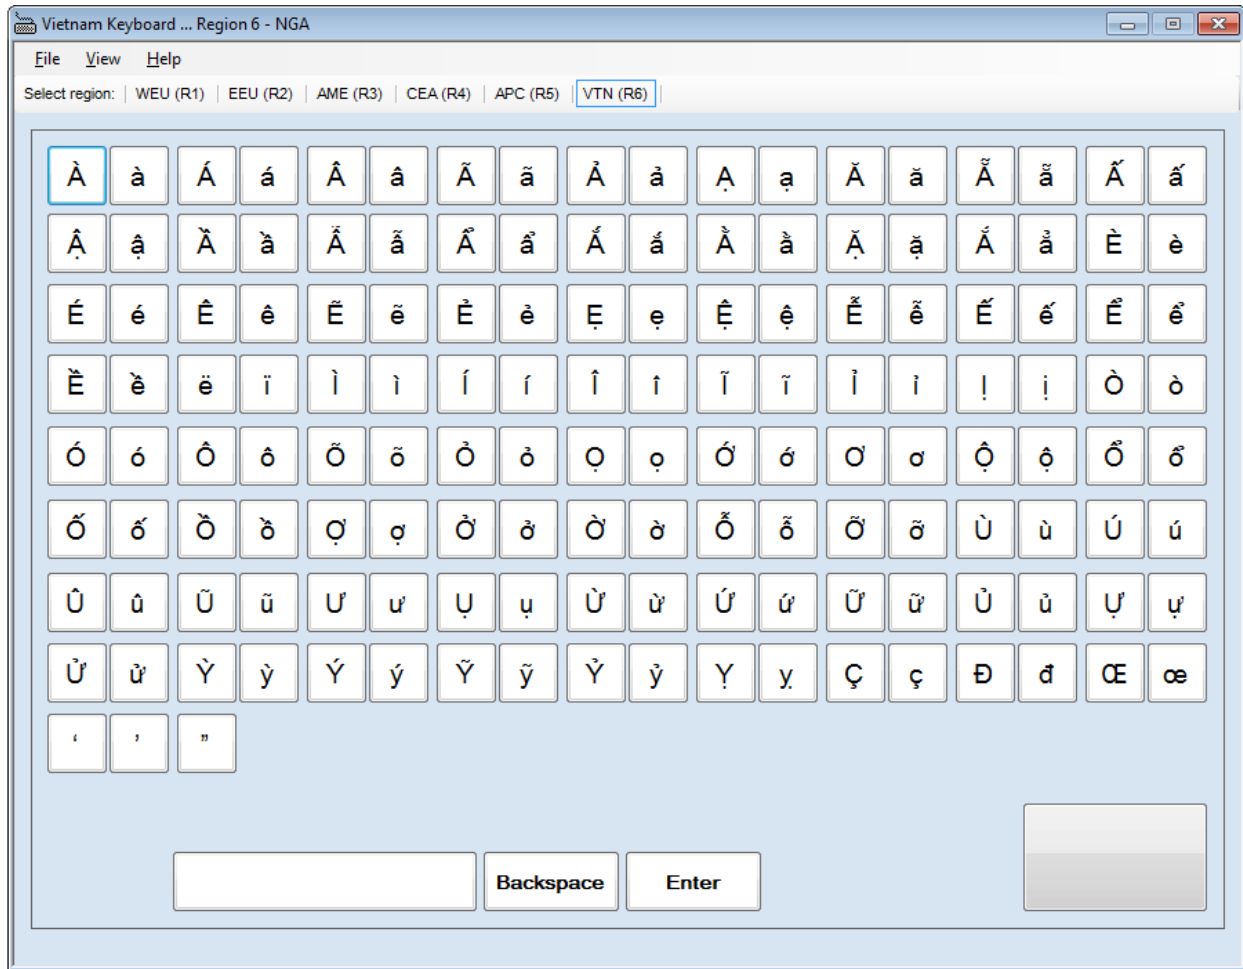 Vietnam Keyboard ... Region 6 - NGA
File View Help
Select region: WEU (R1) EEU (R2) AME (R3) CEA (R4) APC (R5) VTN (R6)
À à Á á Â â Ã ã Ả ả Ạ ạ Ă ă Ẵ ẵ Ấ ấ
Ậ ậ Ầ ầ Ẫ ẫ Ẩ ẩ Ắ ắ Ằ ằ Ặ ặ Ắ ẳ È è
É é Ê ê Ẽ ẽ Ẻ ẻ Ẹ ẹ Ệ ệ Ễ ễ Ế ế Ể ể
Ề ề ë ï Ì ì Í í Î î Ĩ ĩ Ỉ ỉ Ị ị Ò ò
Ó ó Ô ô Õ õ Ỏ ỏ Ọ ọ Ớ ớ Ơ ơ Ộ ộ Ổ ổ
Ố ố Ồ ồ Ợ ợ Ở ở Ờ ờ Ỗ ỗ Ỡ ỡ Ù ù Ú ú
Û û Ũ ũ Ư ư Ụ ụ Ừ ừ Ứ ứ Ữ ữ Ủ ủ Ự ự
Ử ử Ỳ ỳ Ý ý Ỹ ỹ Ỷ ỷ Ỵ ỵ Ç ç Đ đ Œ œ
‘ ’ ”
Backspace Enter